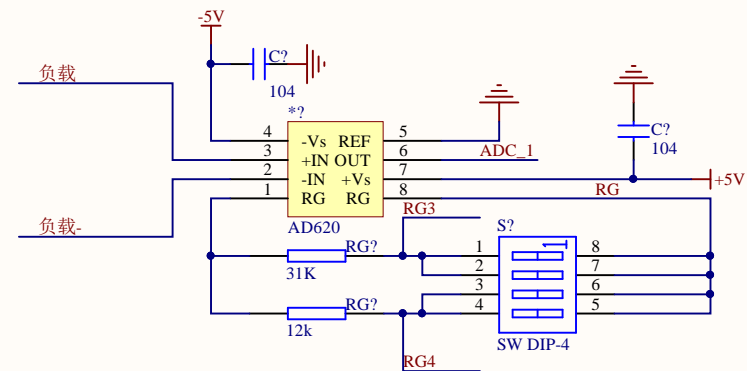 -5V
负载
C?
104
*?
4 -Vs REF 5
3 +IN OUT 6
ADC_1
2 -IN +Vs 7
1 RG RG 8
AD620
C?
104
+5V
RG
负载-
RG3
S?
RG?
31K
1
1 8
2 7
3 6
4 5
RG?
12k
SW DIP-4
RG4